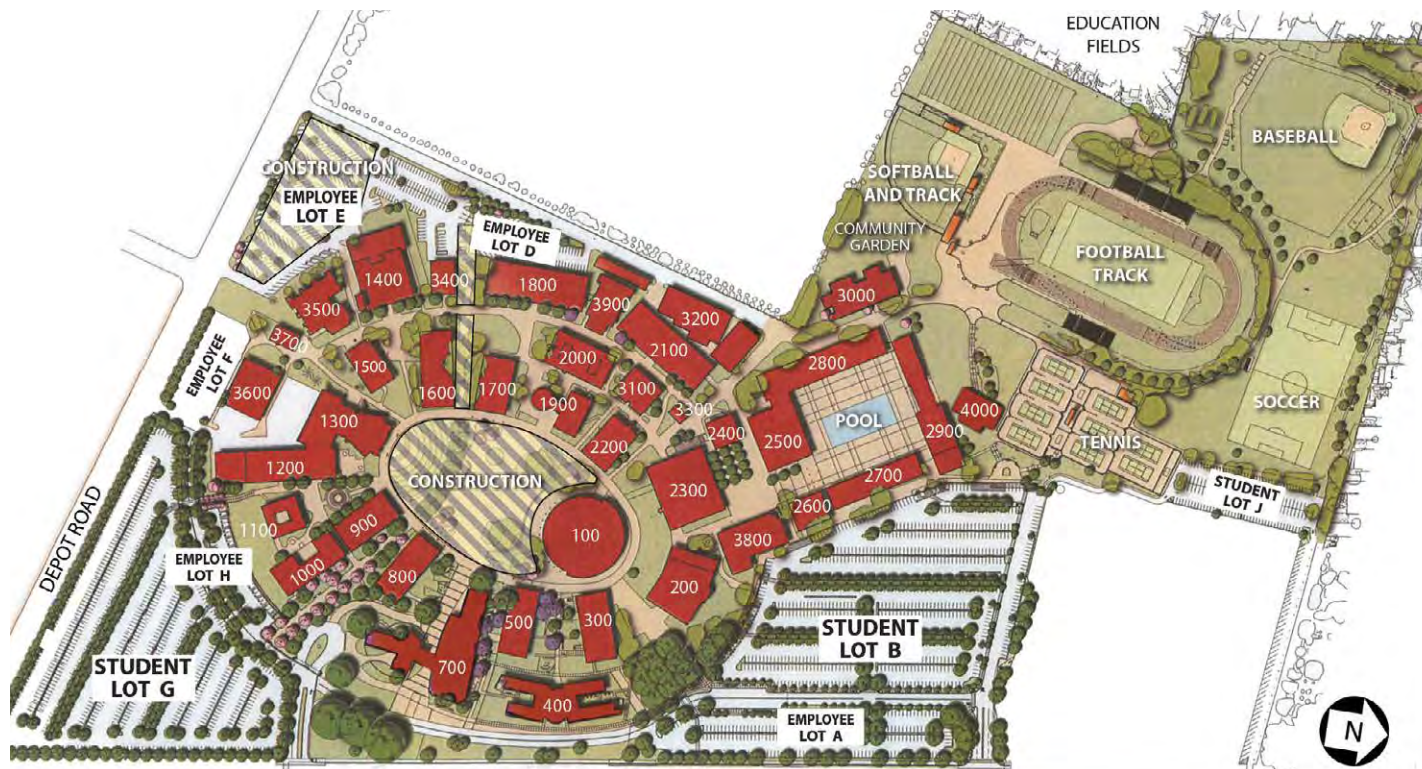 EDUCATION
FIELDS
BASEBALL
CONSTRUCTION
EMPLOYEE
LOT E
SOFTBALL
AND TRACK
EMPLOYEE
LOT D
COMMUNITY
GARDEN
FOOTBALL
TRACK
1400
3400
1800
3900
3000
3500
3200
3700
2100
2000
2800
1500
1600
1700
3100
EMPLOYEE
LOT F
3600
1900
3300
4000
SOCCER
1300
2200
2400
2500
POOL
2900
TENNIS
1200
CONSTRUCTION
2300
2700
STUDENT
LOT J
2600
1100
900
100
3800
DEPOT ROAD
EMPLOYEE
LOT H
1000
800
200
500
300
STUDENT
LOT B
STUDENT
LOT G
700
400
EMPLOYEE
LOT A
N